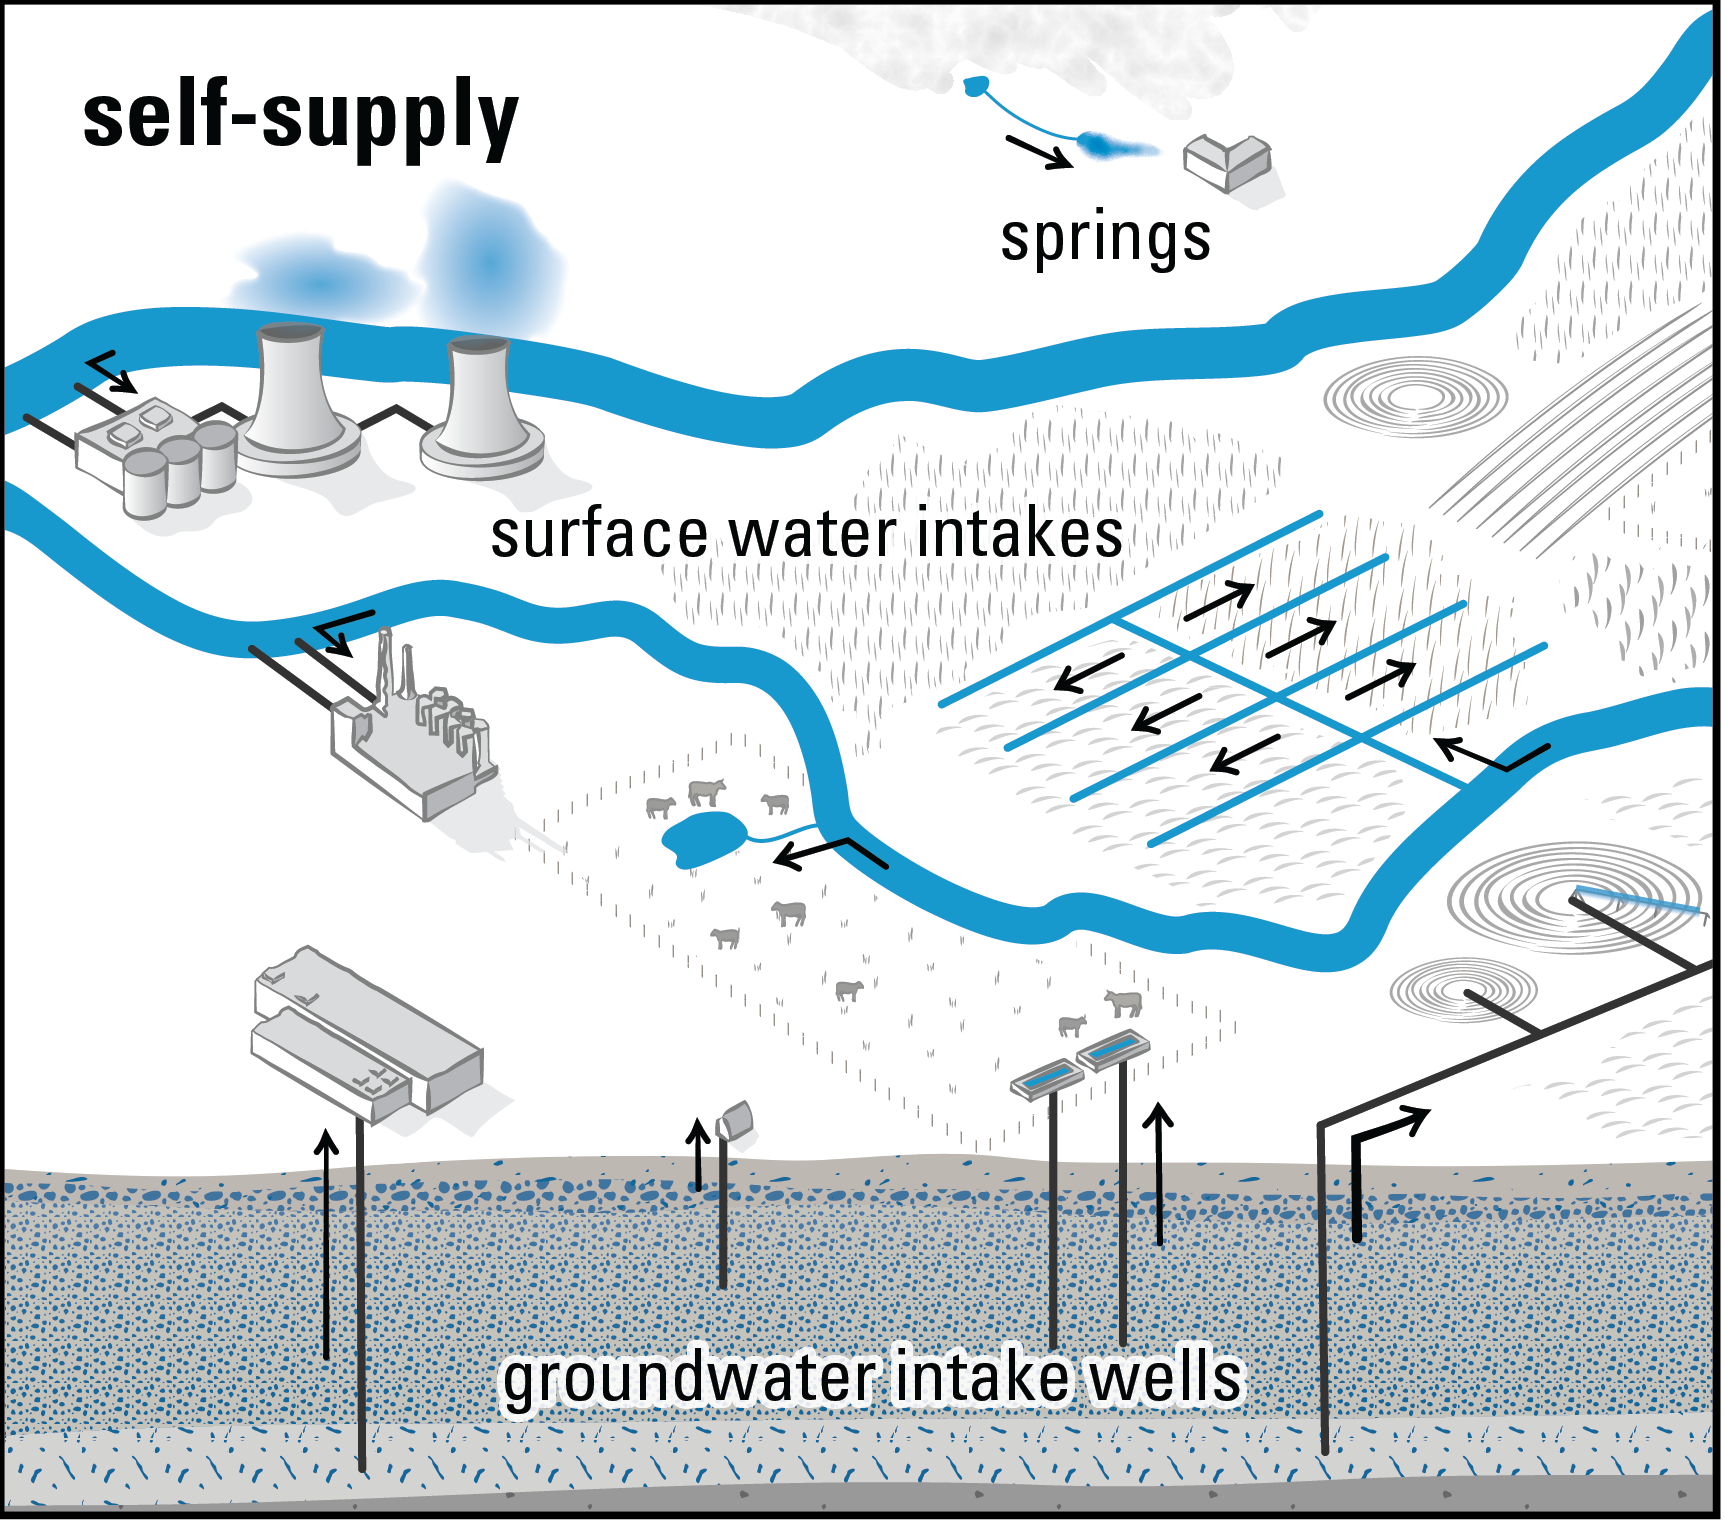 self-supply
springs
surface water intakes
groundwater intake wells